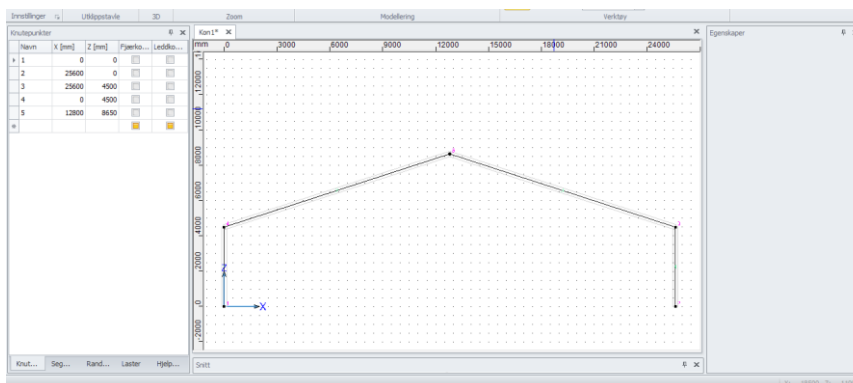 Innstillinger Utklippstavle 3D Zoom Modellering Verktøy
Knutepunkter
Navn X [mm] Z [mm] Fjærko... Leddko...
1 0 0
2 25600 0
3 25600 4500
4 0 4500
5 12800 8650
Kon1*
mm 0 3000 6000 9000 12000 15000 18000 21000 24000
12000
10000
8000
6000
4000
2000
0
-2000
Z
X
Egenskaper
Knut... Seg... Rand... Laster Hjelp...
Snitt